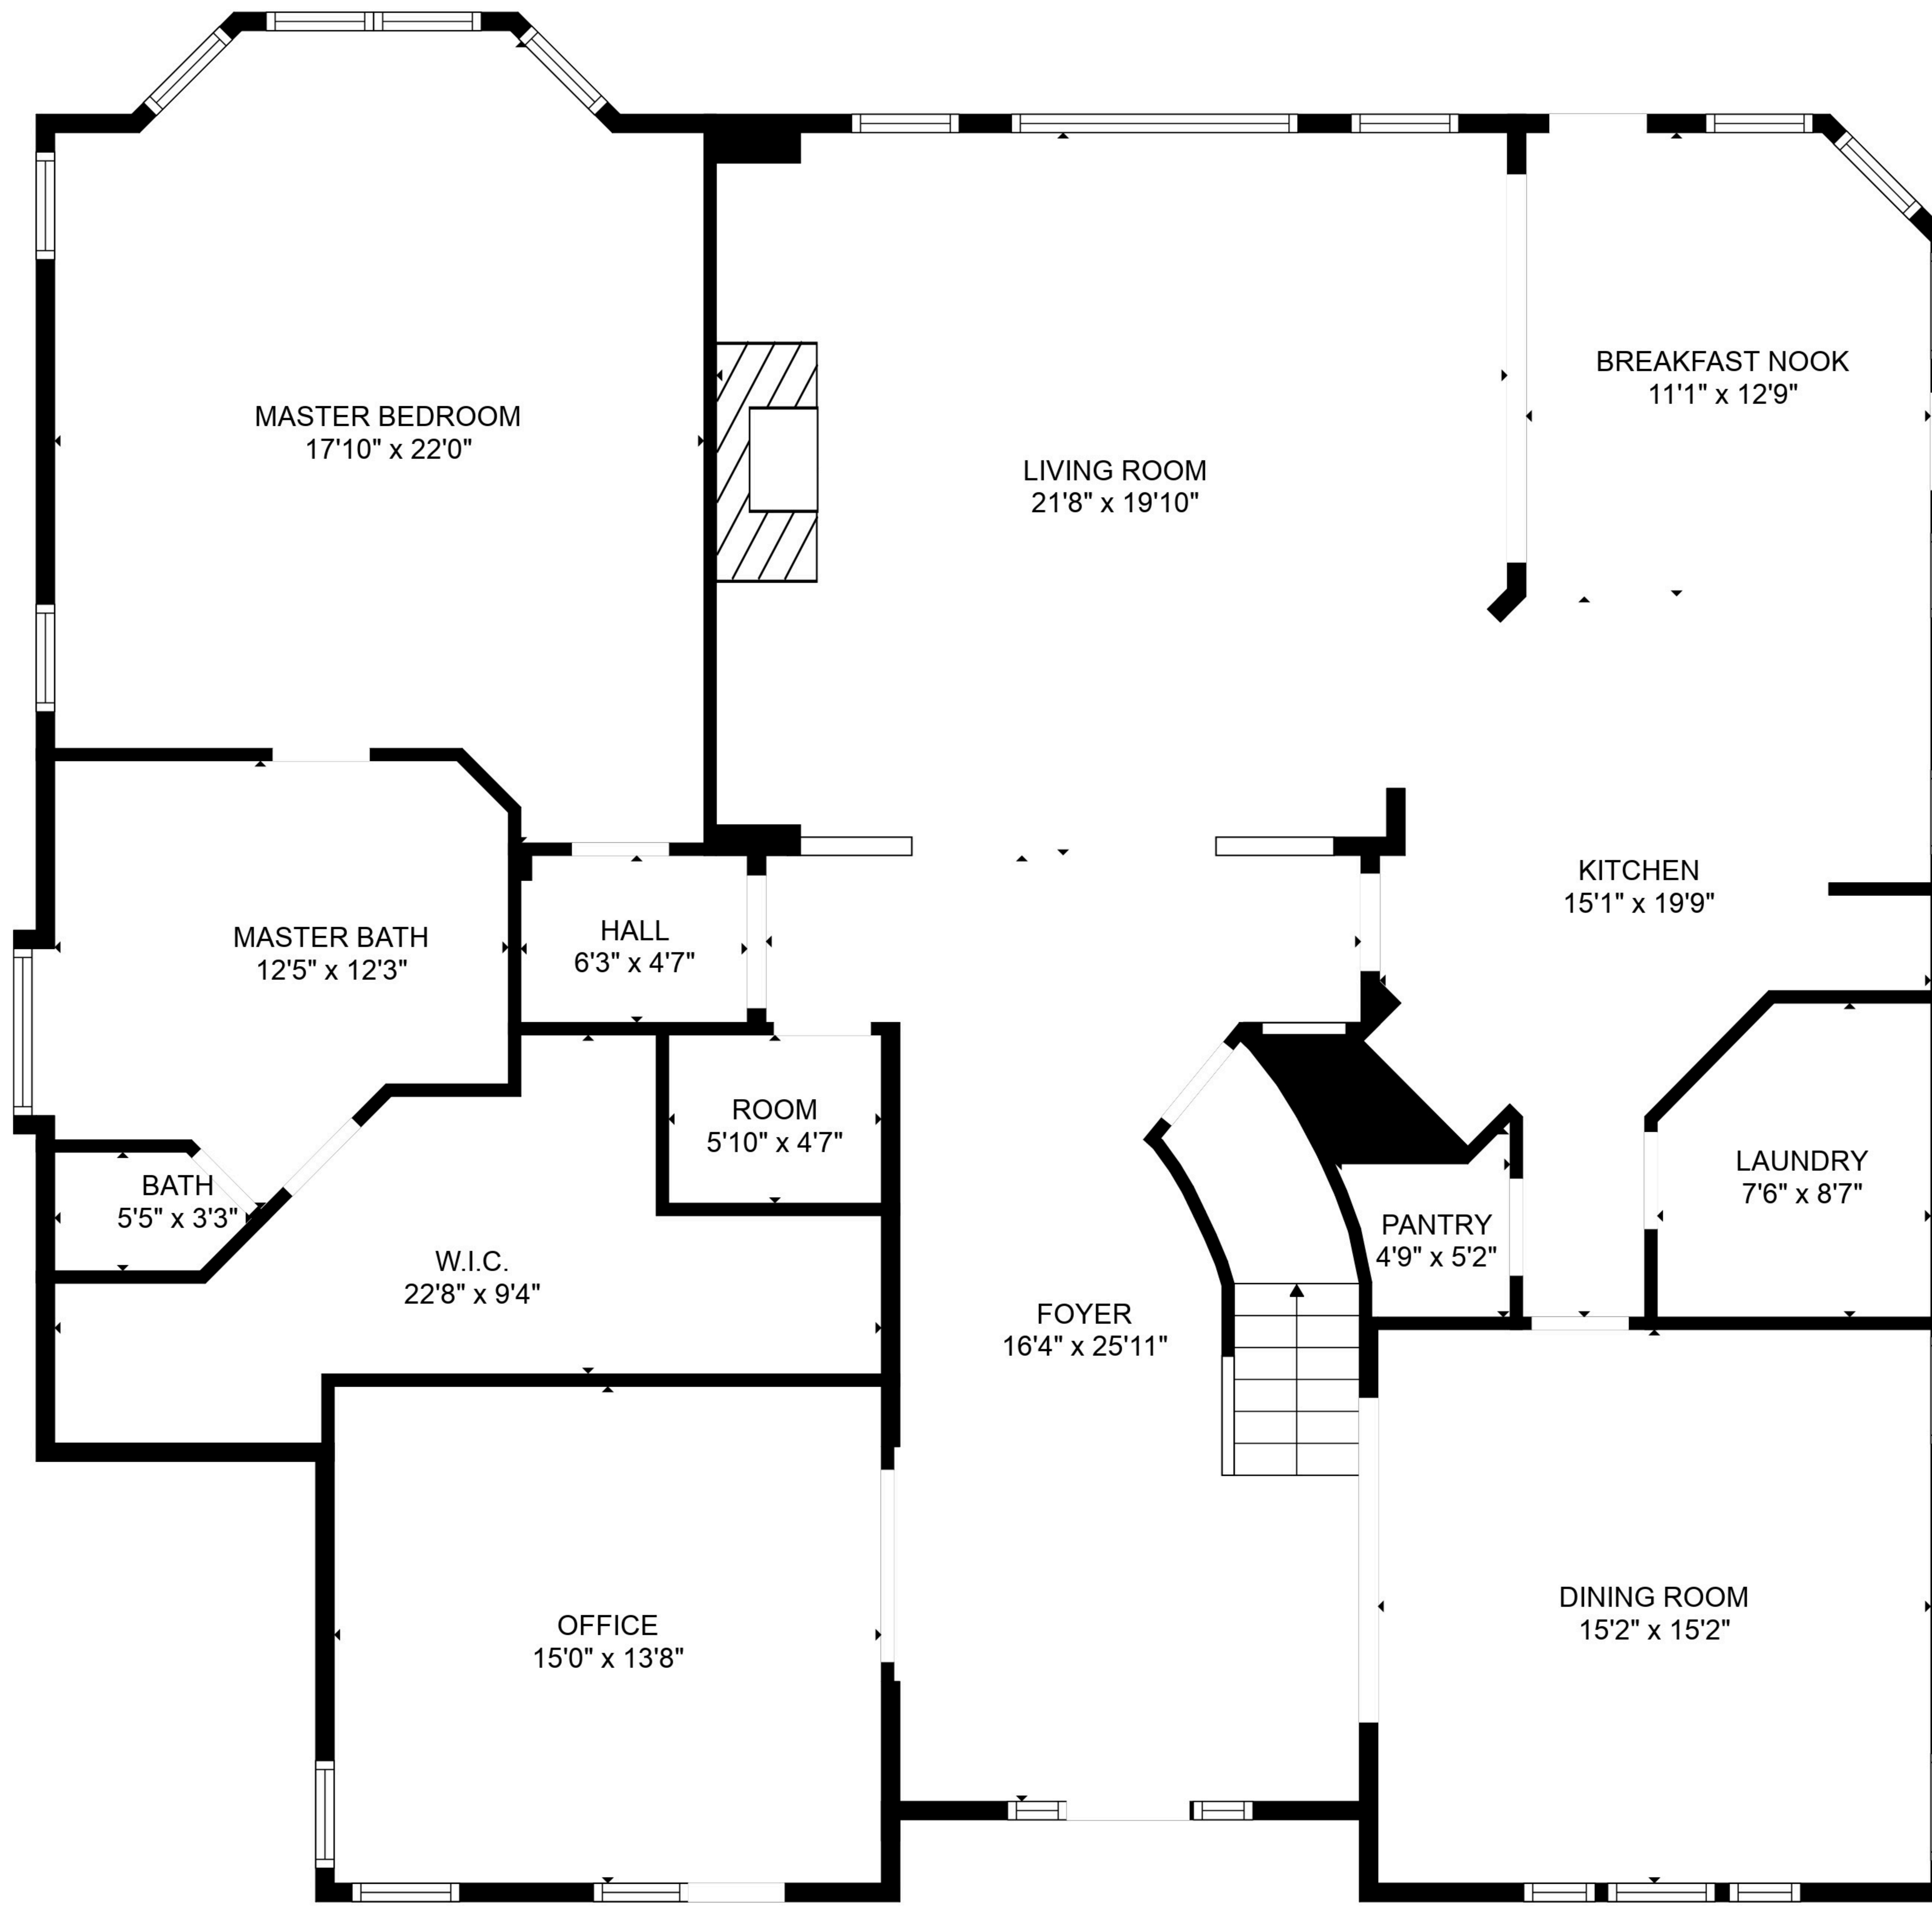 MASTER BEDROOM
17'10" x 22'0"
LIVING ROOM
21'8" x 19'10"
BREAKFAST NOOK
11'1" x 12'9"
KITCHEN
15'1" x 19'9"
MASTER BATH
12'5" x 12'3"
HALL
6'3" x 4'7"
ROOM
5'10" x 4'7"
BATH
5'5" x 3'3"
W.I.C.
22'8" x 9'4"
FOYER
16'4" x 25'11"
PANTRY
4'9" x 5'2"
LAUNDRY
7'6" x 8'7"
OFFICE
15'0" x 13'8"
DINING ROOM
15'2" x 15'2"